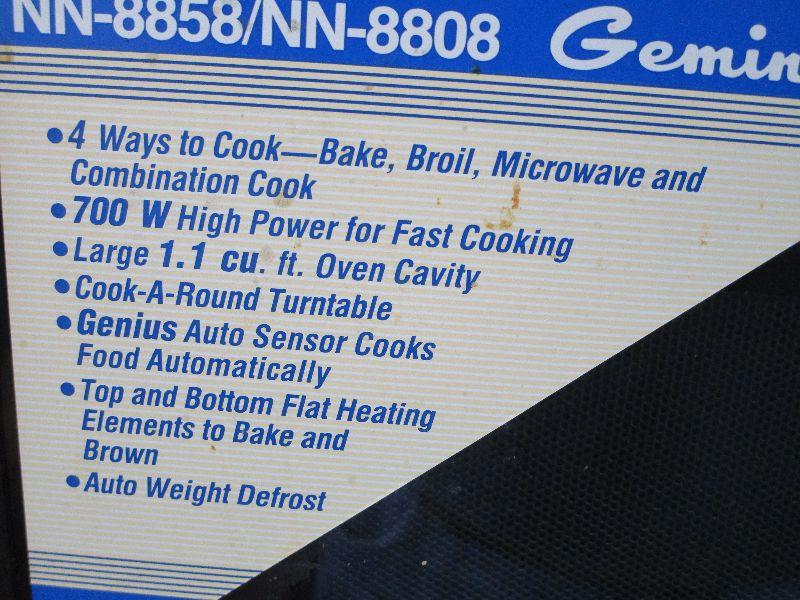 NN-8858/NN-8808 Gemin
•4 Ways to Cook—Bake, Broil, Microwave and
Combination Cook
•700 W High Power for Fast Cooking
•Large 1.1 cu. ft. Oven Cavity
•Cook-A-Round Turntable
•Genius Auto Sensor Cooks
Food Automatically
•Top and Bottom Flat Heating
Elements to Bake and
Brown
•Auto Weight Defrost